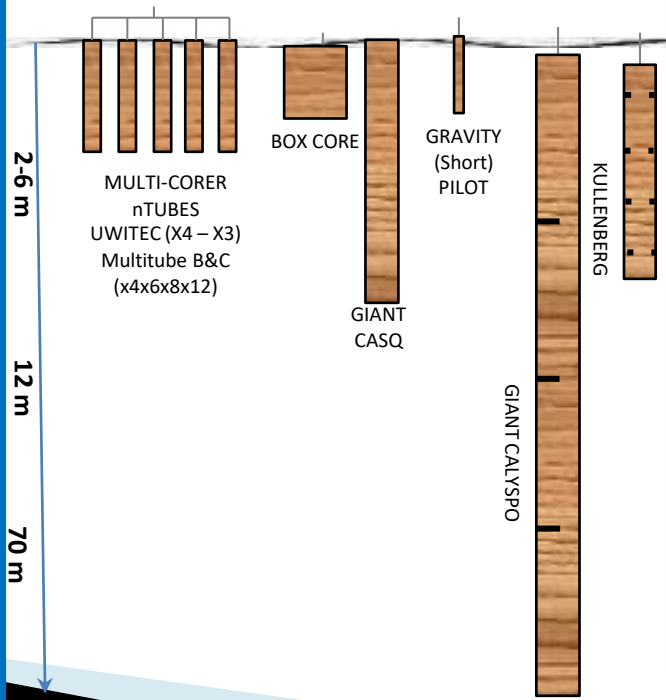 2-6 m
12 m
70 m
MULTI-CORER
nTUBES
UWITEC (X4 – X3)
Multitube B&C
(x4x6x8x12)
BOX CORE
GIANT
CASQ
GRAVITY
(Short)
PILOT
GIANT CALYSPO
KULLENBERG